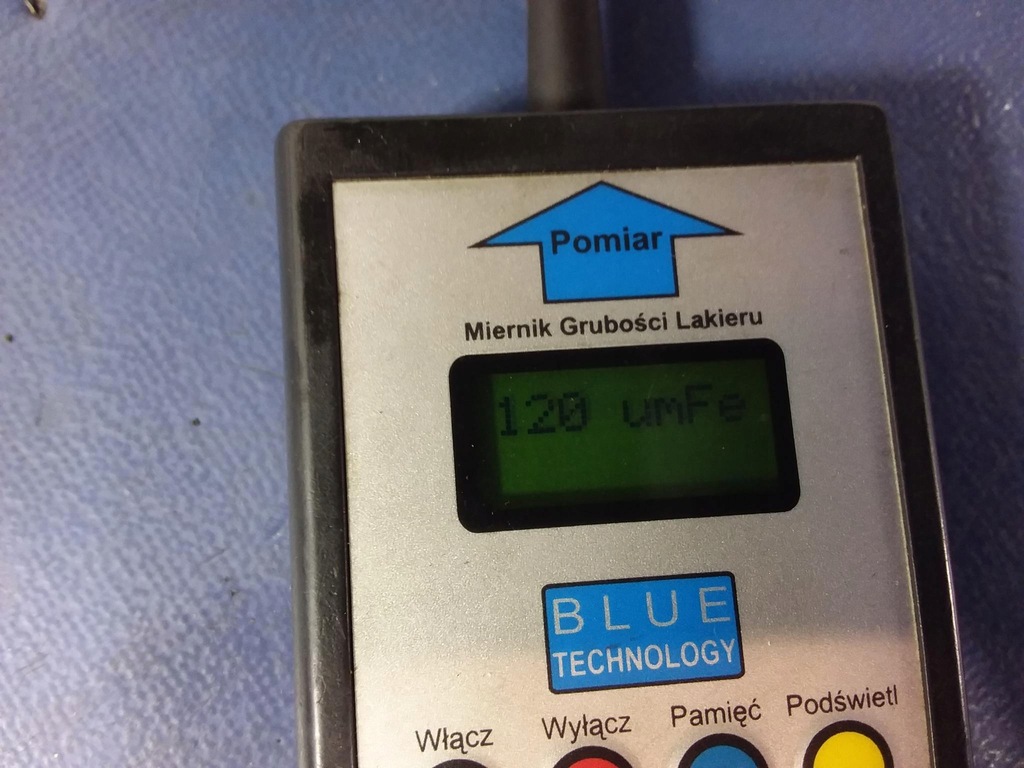 Pomiar
Miernik Grubości Lakieru
120 umFe
BLUE
TECHNOLOGY
Włącz Wyłącz Pamięć Podświetl